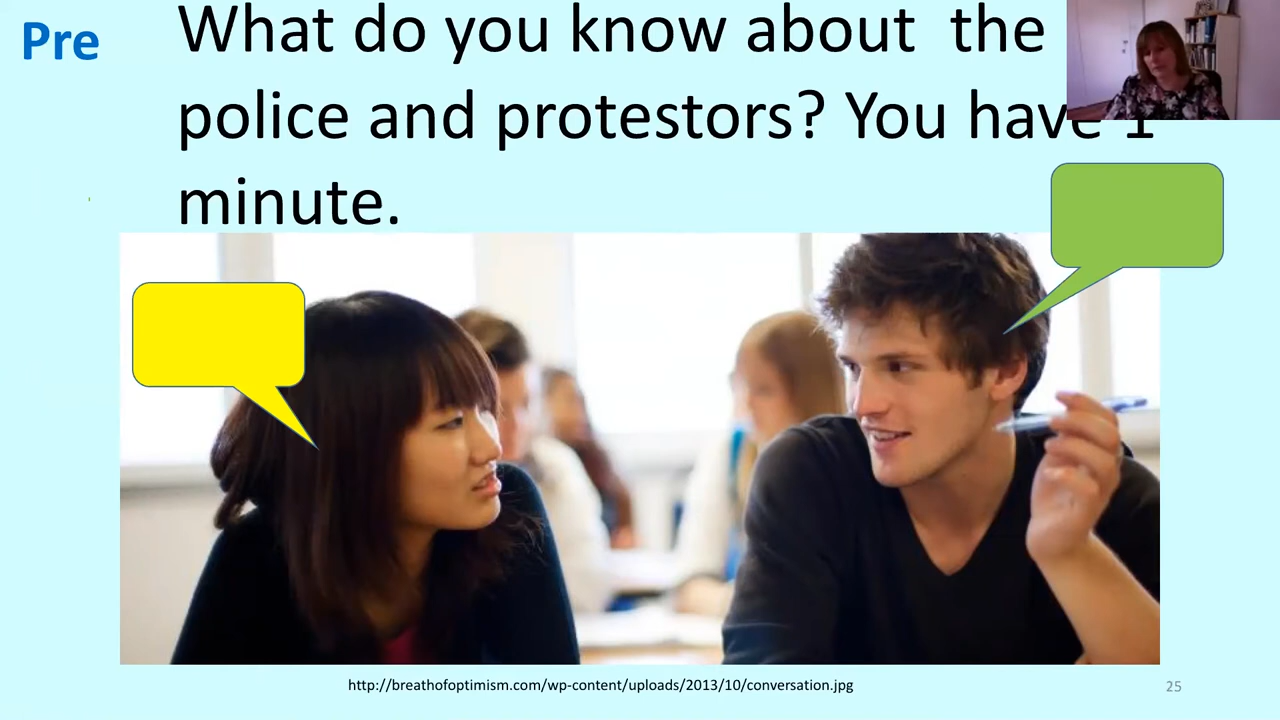 Pre
What do you know about the
police and protestors? You have 1
minute.
http://breathofoptimism.com/wp-content/uploads/2013/10/conversation.jpg
25